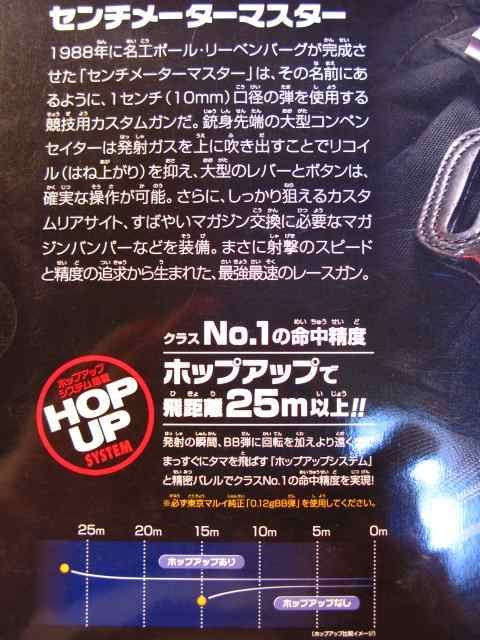 センチメーターマスター
1988年に名工ポール・リーベンバーグが完成さ
せた「センチメーターマスター」は、その名前にあ
るように、1センチ(10mm)口径の弾を使用する
競技用カスタムガンだ。銃身先端の大型コンペン
セイターは発射ガスを上に吹き出すことでリコイ
ル(はね上がり)を抑え、大型のレバーとボタンは、
確実な操作が可能。さらに、しっかり狙えるカスタ
ムリアサイト、すばやいマガジン交換に必要なマガ
ジンバンパーなどを装備。まさに射撃のスピード
と精度の追求から生まれた、最強最速のレースガン。
クラスNo.1の命中精度
ホップアップで
飛距離25m以上!!
ホップアップ
システム搭載
HOP
UP
SYSTEM
発射の瞬間、BB弾に回転を加えより遠く
まっすぐにタマを飛ばす「ホップアップシステム」
と精密バレルでクラスNo.1の命中精度を実現!
※必ず東京マルイ純正「0.12gBB弾」を使用してください。
25m 20m 15m 10m 5m 0m
ホップアップあり
ホップアップなし
(ホップアップ比較イメージ)